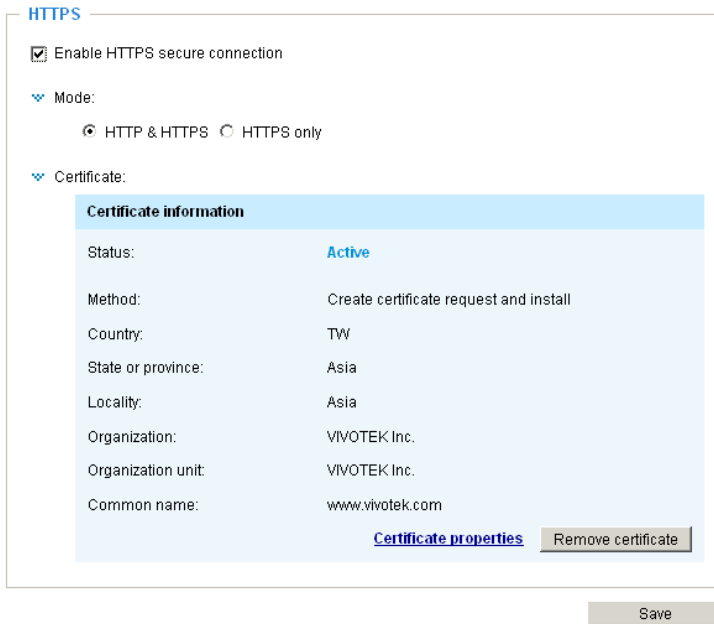 HTTPS
Enable HTTPS secure connection
Mode:
HTTP & HTTPS HTTPS only
Certificate:
Certificate information
Status: Active
Method: Create certificate request and install
Country: TW
State or province: Asia
Locality: Asia
Organization: VIVOTEK Inc.
Organization unit: VIVOTEK Inc.
Common name: www.vivotek.com
Certificate properties Remove certificate
Save